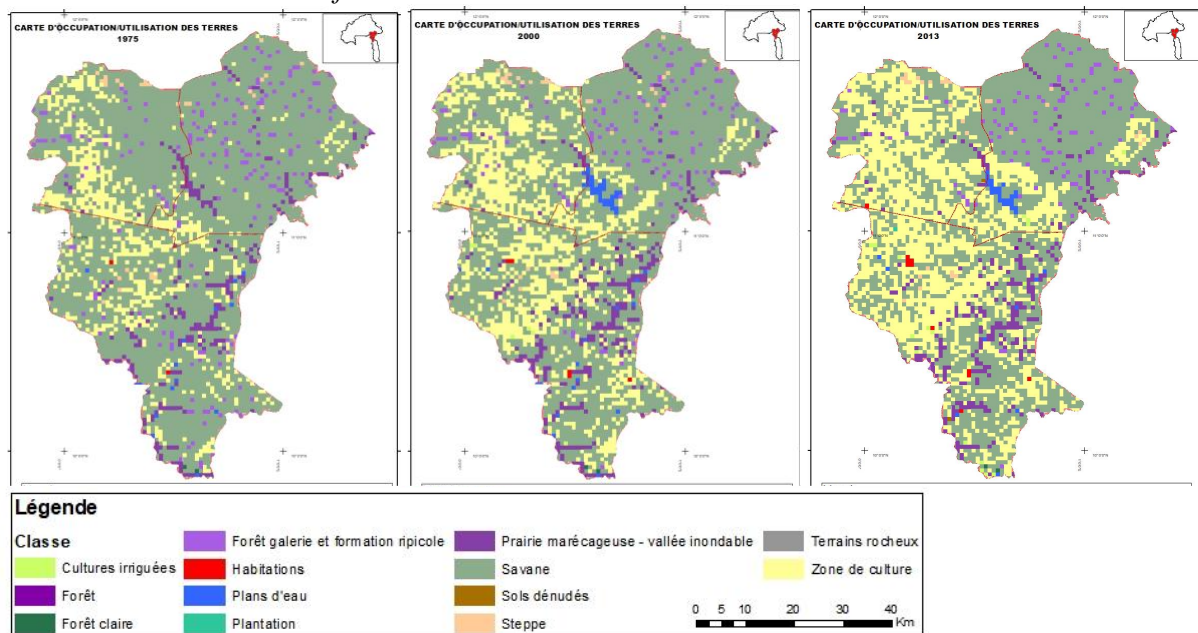 CARTE D'OCCUPATION/UTILISATION DES TERRES
1975
CARTE D'OCCUPATION/UTILISATION DES TERRES
2000
CARTE D'OCCUPATION/UTILISATION DES TERRES
2013
Légende
Classe
Cultures irriguées
Forêt
Forêt claire
Forêt galerie et formation ripicole
Habitations
Plans d'eau
Plantation
Prairie marécageuse - vallée inondable
Savane
Sols dénudés
Steppe
Terrains rocheux
Zone de culture
0 5 10 20 30 40
Km